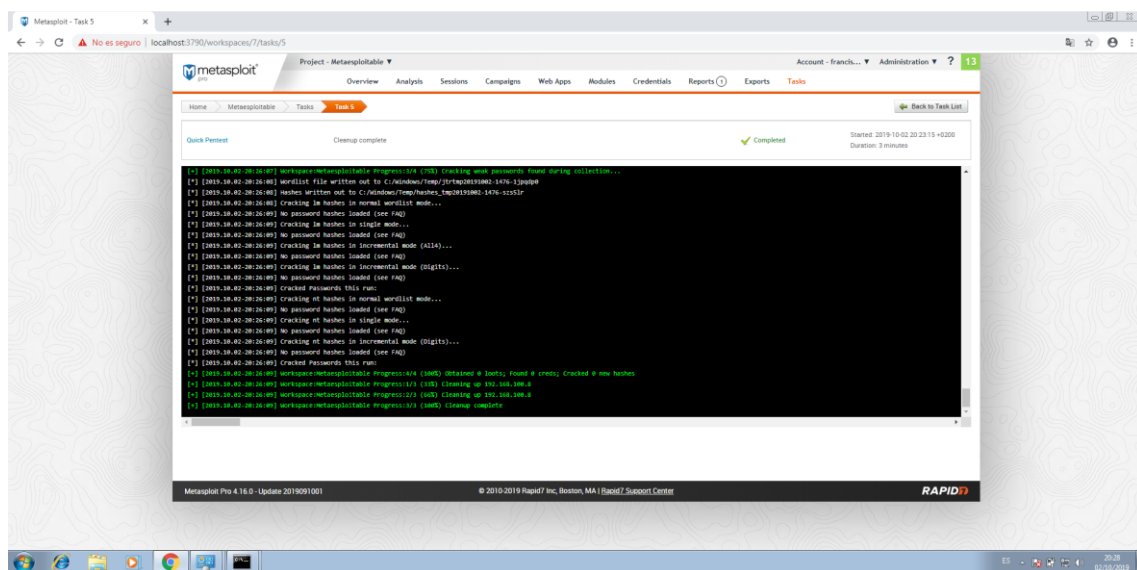 Metasploit - Task 5
No es seguro | localhost:3790/workspaces/7/tasks/5
metasploit
pro
Project - Metaesploitable ▼
Account - francis... ▼ Administration ▼ ? 13
Overview Analysis Sessions Campaigns Web Apps Modules Credentials Reports 1 Exports Tasks
Home Metaesploitable Tasks Task 5
Back to Task List
Quick Pentest
Cleanup complete
Completed
Started: 2019-10-02 20:23:15 +0200
Duration: 3 minutes
[+] [2019.10.02-20:26:07] Workspace:Metaesploitable Progress:3/4 (75%) Cracking weak passwords found during collection...
[*] [2019.10.02-20:26:08] Wordlist file written out to C:/Windows/Temp/jtrtmp20191002-1476-1jpqdp0
[*] [2019.10.02-20:26:08] Hashes Written out to C:/Windows/Temp/hashes_tmp20191002-1476-szs5lr
[*] [2019.10.02-20:26:08] Cracking lm hashes in normal wordlist mode...
[*] [2019.10.02-20:26:09] No password hashes loaded (see FAQ)
[*] [2019.10.02-20:26:09] Cracking lm hashes in single mode...
[*] [2019.10.02-20:26:09] No password hashes loaded (see FAQ)
[*] [2019.10.02-20:26:09] Cracking lm hashes in incremental mode (All4)...
[*] [2019.10.02-20:26:09] No password hashes loaded (see FAQ)
[*] [2019.10.02-20:26:09] Cracking lm hashes in incremental mode (Digits)...
[*] [2019.10.02-20:26:09] No password hashes loaded (see FAQ)
[*] [2019.10.02-20:26:09] Cracked Passwords this run:
[*] [2019.10.02-20:26:09] Cracking nt hashes in normal wordlist mode...
[*] [2019.10.02-20:26:09] No password hashes loaded (see FAQ)
[*] [2019.10.02-20:26:09] Cracking nt hashes in single mode...
[*] [2019.10.02-20:26:09] No password hashes loaded (see FAQ)
[*] [2019.10.02-20:26:09] Cracking nt hashes in incremental mode (Digits)...
[*] [2019.10.02-20:26:09] No password hashes loaded (see FAQ)
[*] [2019.10.02-20:26:09] Cracked Passwords this run:
[+] [2019.10.02-20:26:09] Workspace:Metaesploitable Progress:4/4 (100%) Obtained 0 loots; Found 0 creds; Cracked 0 new hashes
[+] [2019.10.02-20:26:09] Workspace:Metaesploitable Progress:1/3 (33%) Cleaning up 192.168.100.8
[+] [2019.10.02-20:26:09] Workspace:Metaesploitable Progress:2/3 (66%) Cleaning up 192.168.100.8
[+] [2019.10.02-20:26:09] Workspace:Metaesploitable Progress:3/3 (100%) Cleanup complete
Metasploit Pro 4.16.0 - Update 2019091001
© 2010-2019 Rapid7 Inc, Boston, MA | Rapid7 Support Center
RAPID7
ES
20:28
02/10/2019